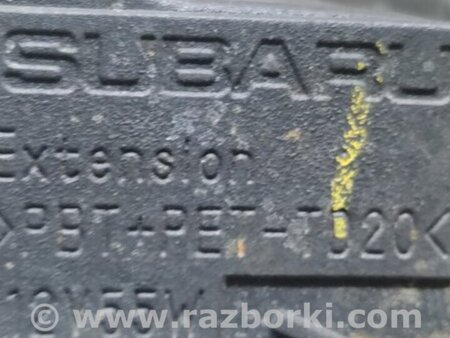 SUBARU
Extension
>PBT+PET-TD20<
12V55W
© www.razborki.com/